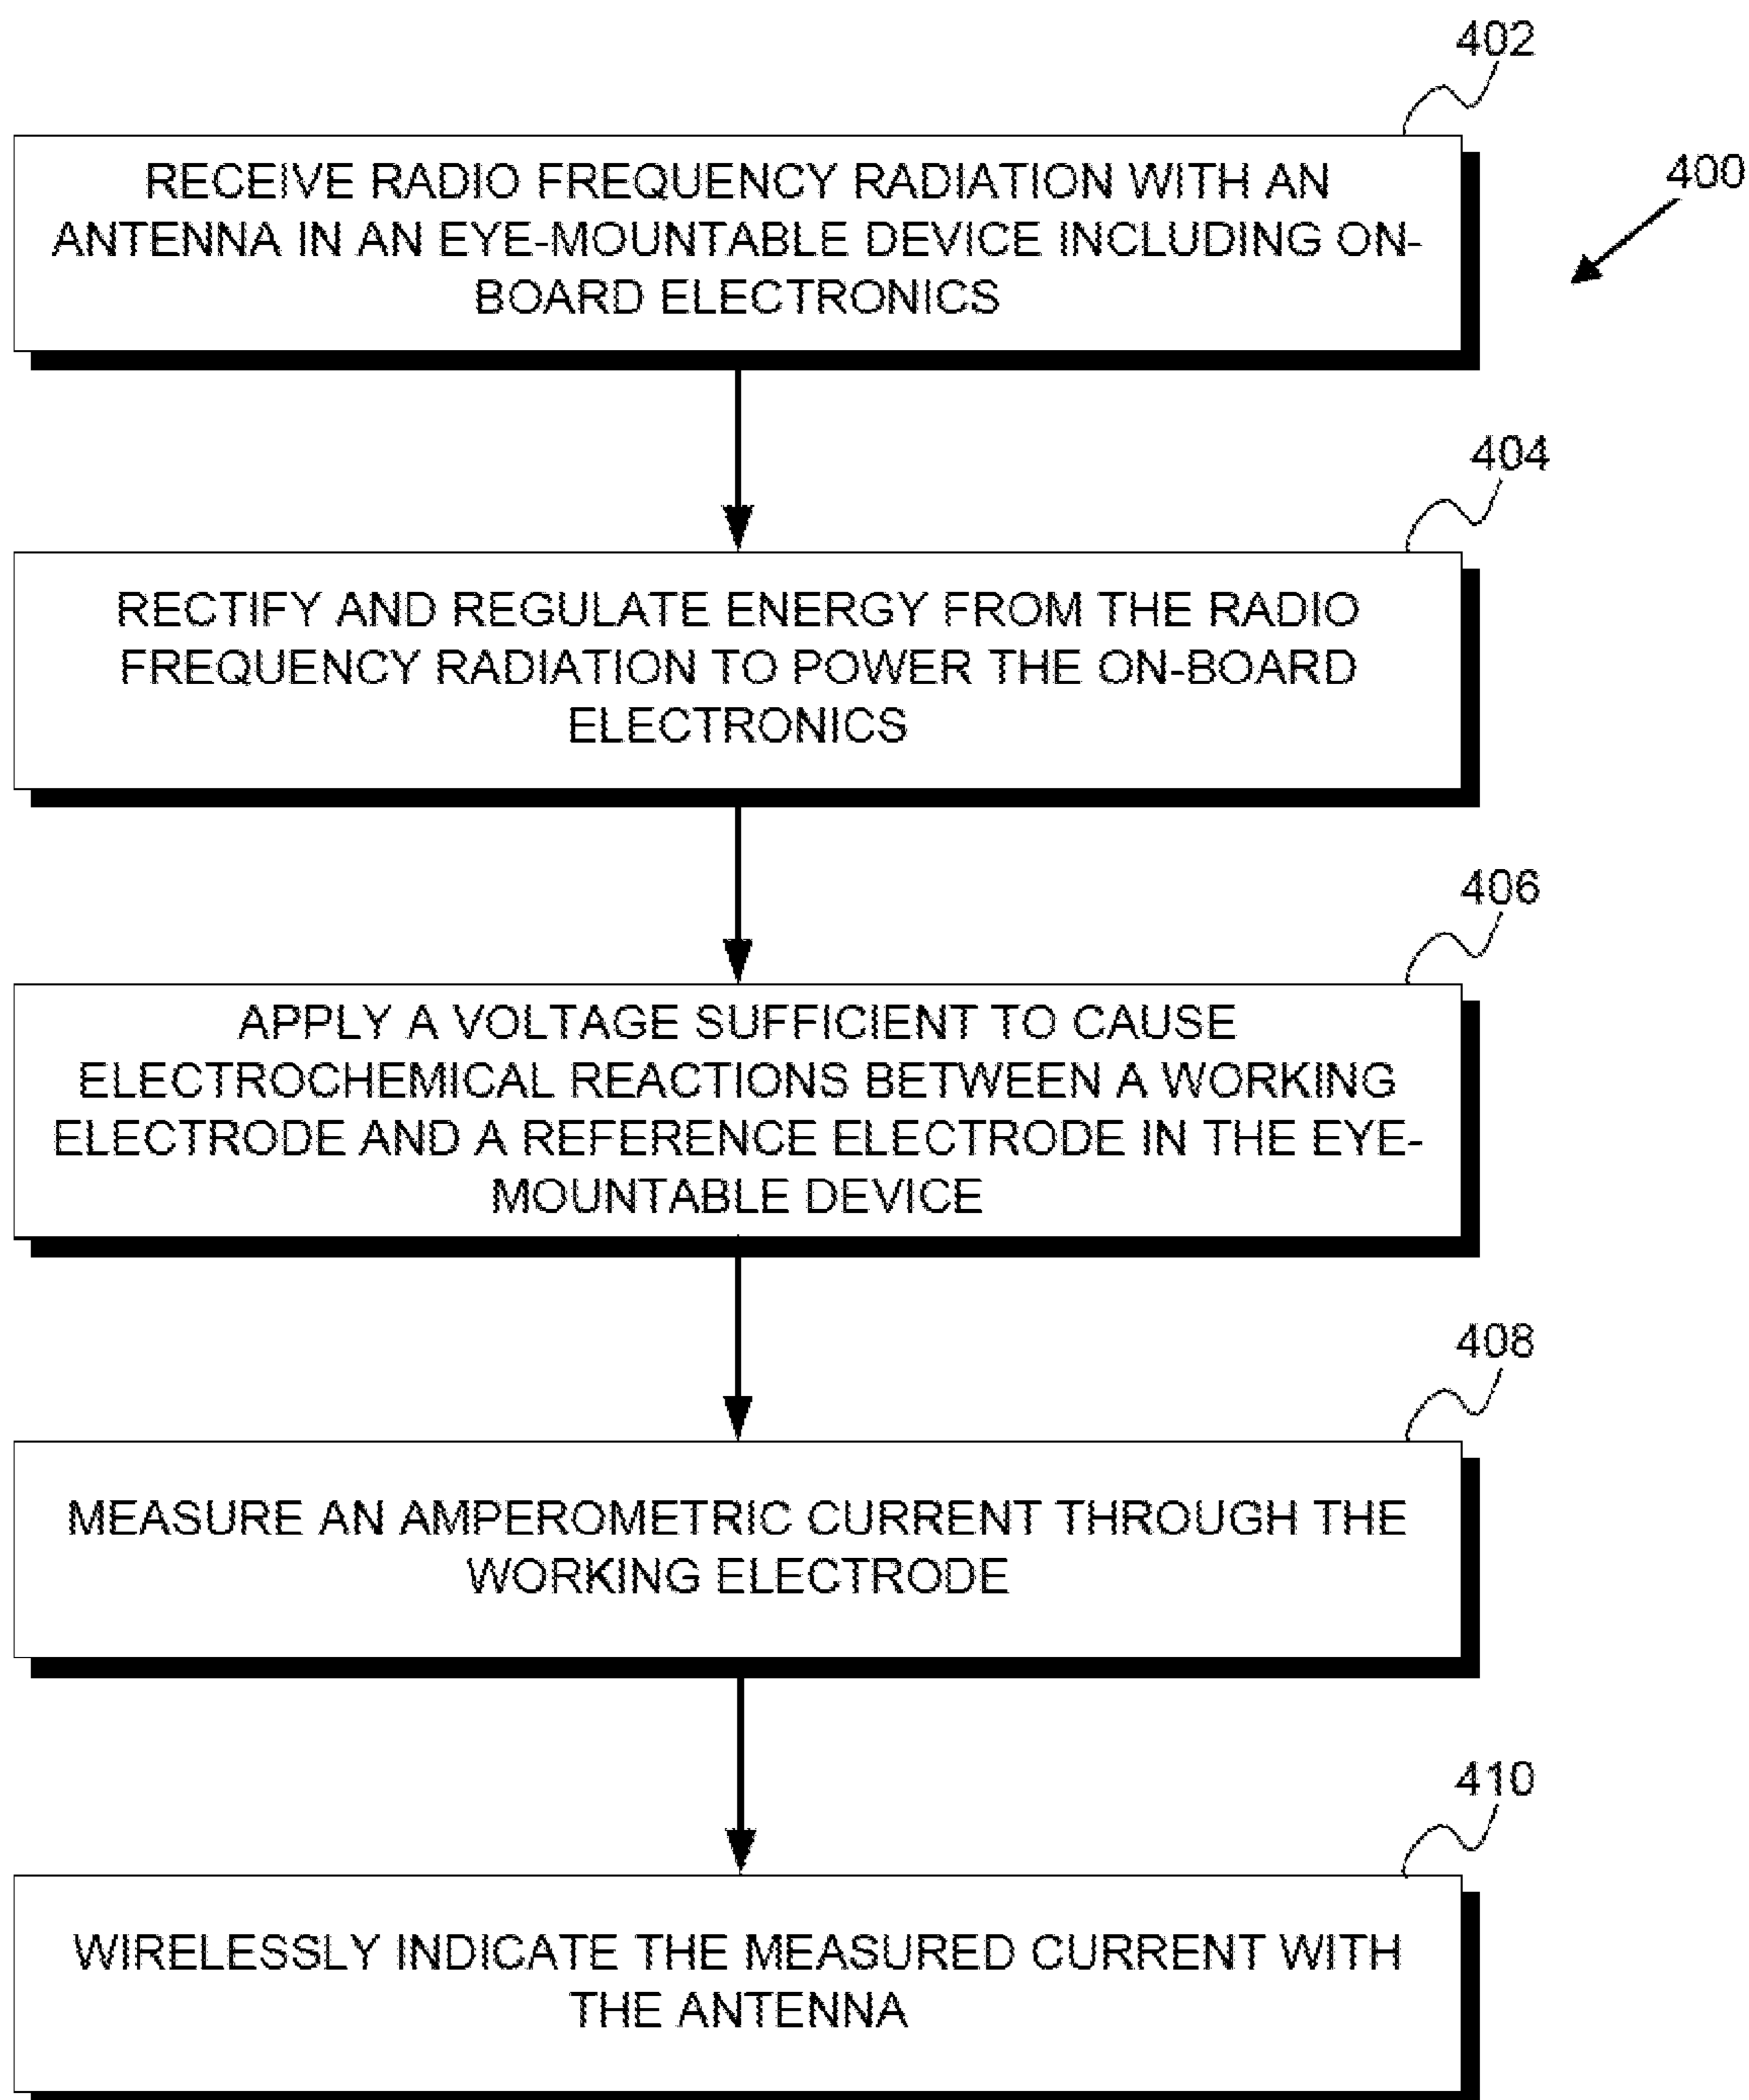 402
400
RECEIVE RADIO FREQUENCY RADIATION WITH AN
ANTENNA IN AN EYE-MOUNTABLE DEVICE INCLUDING ON-
BOARD ELECTRONICS
404
RECTIFY AND REGULATE ENERGY FROM THE RADIO
FREQUENCY RADIATION TO POWER THE ON-BOARD
ELECTRONICS
406
APPLY A VOLTAGE SUFFICIENT TO CAUSE
ELECTROCHEMICAL REACTIONS BETWEEN A WORKING
ELECTRODE AND A REFERENCE ELECTRODE IN THE EYE-
MOUNTABLE DEVICE
408
MEASURE AN AMPEROMETRIC CURRENT THROUGH THE
WORKING ELECTRODE
410
WIRELESSLY INDICATE THE MEASURED CURRENT WITH
THE ANTENNA